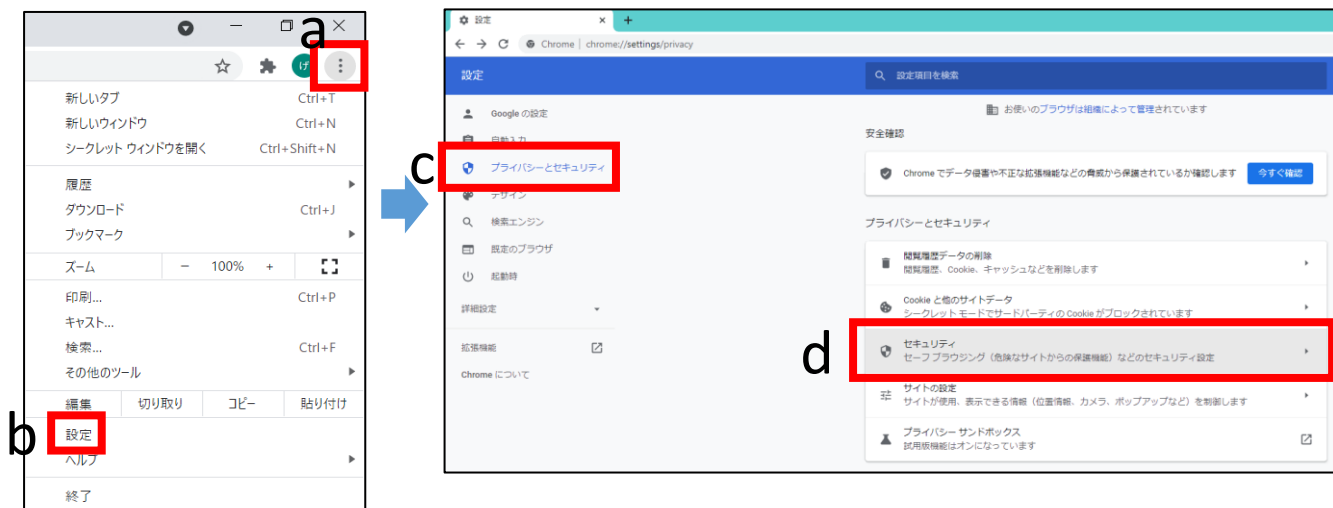 a
げ
新しいタブ Ctrl+T
新しいウィンドウ Ctrl+N
シークレット ウィンドウを開く Ctrl+Shift+N
履歴
ダウンロード Ctrl+J
ブックマーク
ズーム － 100% +
印刷... Ctrl+P
キャスト...
検索... Ctrl+F
その他のツール
編集 切り取り コピー 貼り付け
b
設定
ヘルプ
終了
設定
Chrome | chrome://settings/privacy
設定
設定項目を検索
Google の設定
自動入力
c
プライバシーとセキュリティ
デザイン
検索エンジン
既定のブラウザ
起動時
詳細設定
拡張機能
Chrome について
お使いのブラウザは組織によって管理されています
安全確認
Chrome でデータ侵害や不正な拡張機能などの脅威から保護されているか確認します 今すぐ確認
プライバシーとセキュリティ
閲覧履歴データの削除
閲覧履歴、Cookie、キャッシュなどを削除します
Cookie と他のサイトデータ
シークレット モードでサードパーティの Cookie がブロックされています
d
セキュリティ
セーフ ブラウジング（危険なサイトからの保護機能）などのセキュリティ設定
サイトの設定
サイトが使用、表示できる情報（位置情報、カメラ、ポップアップなど）を制御します
プライバシー サンドボックス
試用版機能はオンになっています